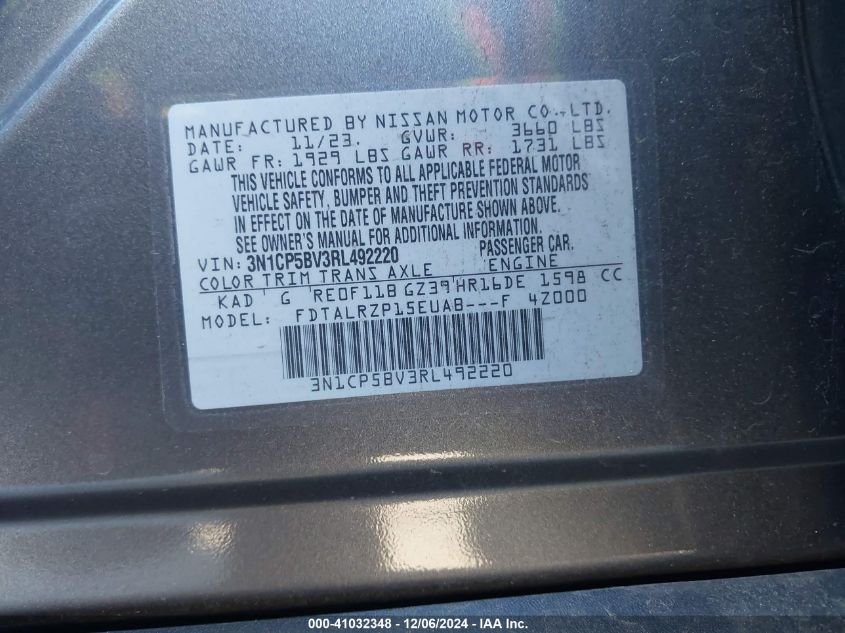 MANUFACTURED BY NISSAN MOTOR CO.,LTD.
DATE: 11/23. GVWR: 3660 LBS
GAWR FR: 1929 LBS GAWR RR: 1731 LBS
THIS VEHICLE CONFORMS TO ALL APPLICABLE FEDERAL MOTOR
VEHICLE SAFETY, BUMPER AND THEFT PREVENTION STANDARDS
IN EFFECT ON THE DATE OF MANUFACTURE SHOWN ABOVE.
SEE OWNER'S MANUAL FOR ADDITIONAL INFORMATION.
VIN: 3N1CP5BV3RL492220 PASSENGER CAR.
COLOR TRIM TRANS AXLE ENGINE
KAD G RE0F11B GZ39 HR16DE 1598 CC
MODEL: FDTALRZP15EUAB---F 4Z000
3N1CP5BV3RL492220
000-41032348 - 12/06/2024 - IAAI - Copart Inc.